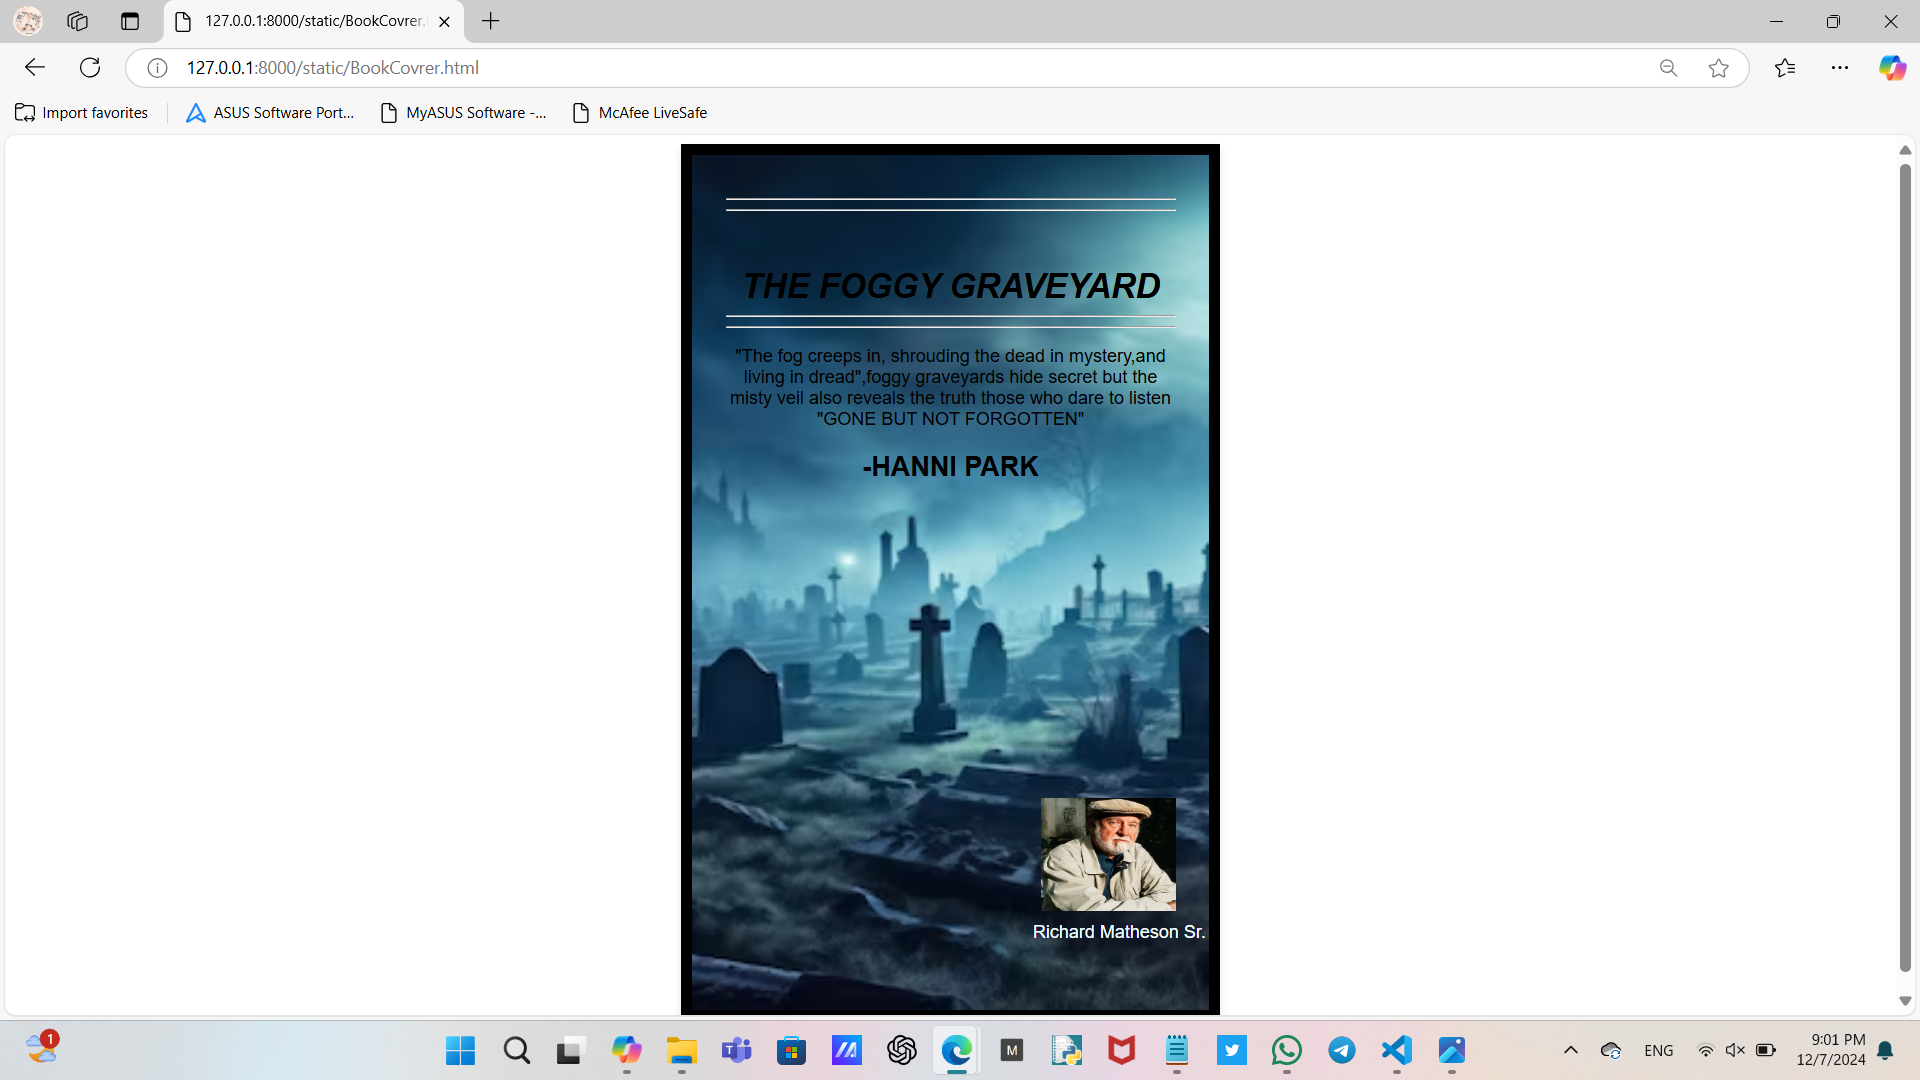 127.0.0.1:8000/static/BookCovrer.
127.0.0.1:8000/static/BookCovrer.html
Import favorites
ASUS Software Port...
MyASUS Software -...
McAfee LiveSafe
THE FOGGY GRAVEYARD
"The fog creeps in, shrouding the dead in mystery,and
living in dread",foggy graveyards hide secret but the
misty veil also reveals the truth those who dare to listen
"GONE BUT NOT FORGOTTEN"
-HANNI PARK
Richard Matheson Sr.
1
M
ENG
9:01 PM
12/7/2024